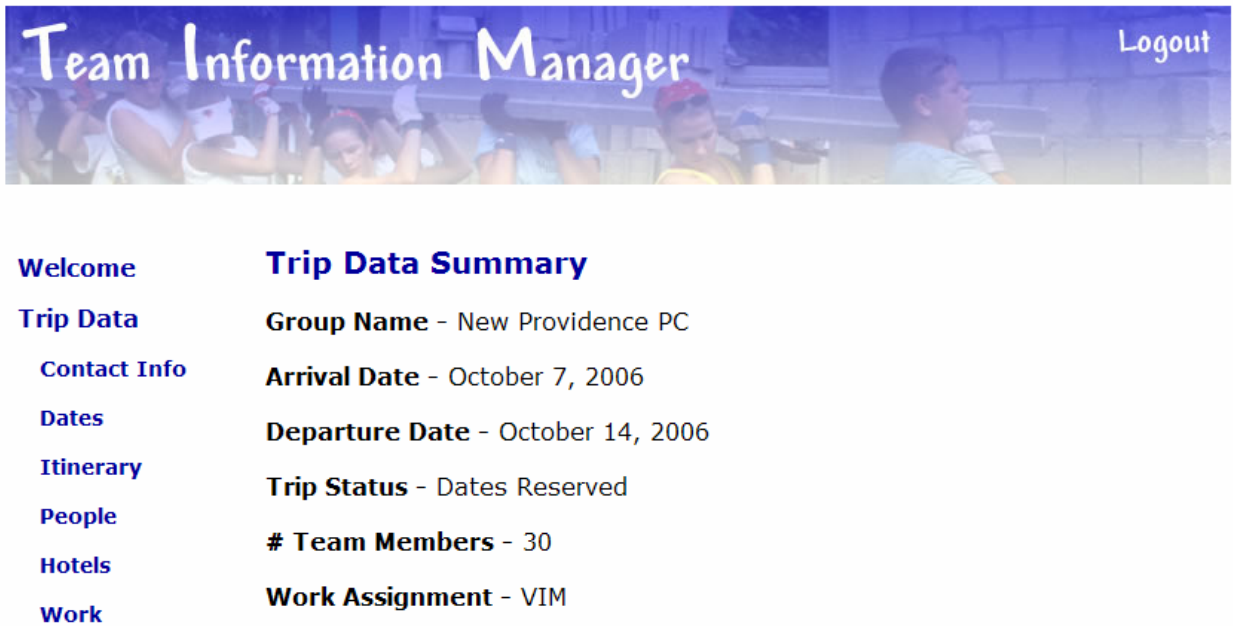 Team Information Manager
Logout
Welcome
Trip Data
Contact Info
Dates
Itinerary
People
Hotels
Work
Trip Data Summary
Group Name - New Providence PC
Arrival Date - October 7, 2006
Departure Date - October 14, 2006
Trip Status - Dates Reserved
# Team Members - 30
Work Assignment - VIM